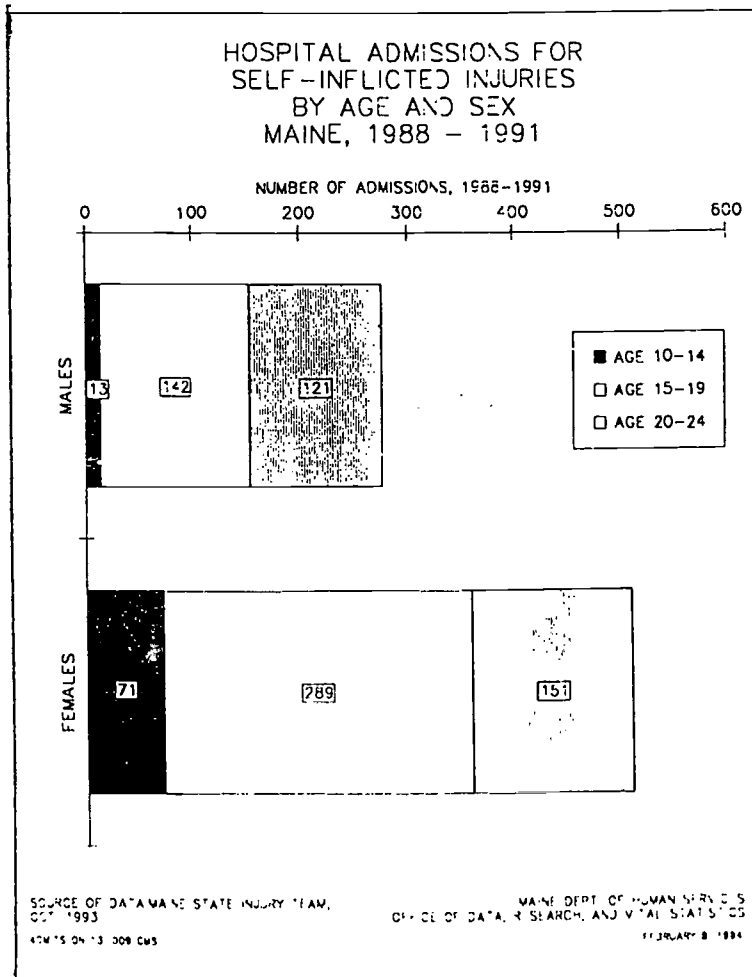 HOSPITAL ADMISSIONS FOR
SELF-INFLICTED INJURIES
BY AGE AND SEX
MAINE, 1988 - 1991
NUMBER OF ADMISSIONS, 1988-1991
0 100 200 300 400 500 600
MALES
13 142 121
AGE 10-14
AGE 15-19
AGE 20-24
FEMALES
71 289 151
SOURCE OF DATA MAINE STATE INJURY TEAM,
OCT 1993
MAINE DEPT. OF HUMAN SERVICES
OFFICE OF DATA, RESEARCH, AND VITAL STATISTICS
FEBRUARY 8 1994